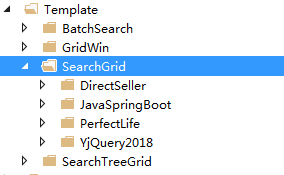 Template
BatchSearch
GridWin
SearchGrid
DirectSeller
JavaSpringBoot
PerfectLife
YjQuery2018
SearchTreeGrid